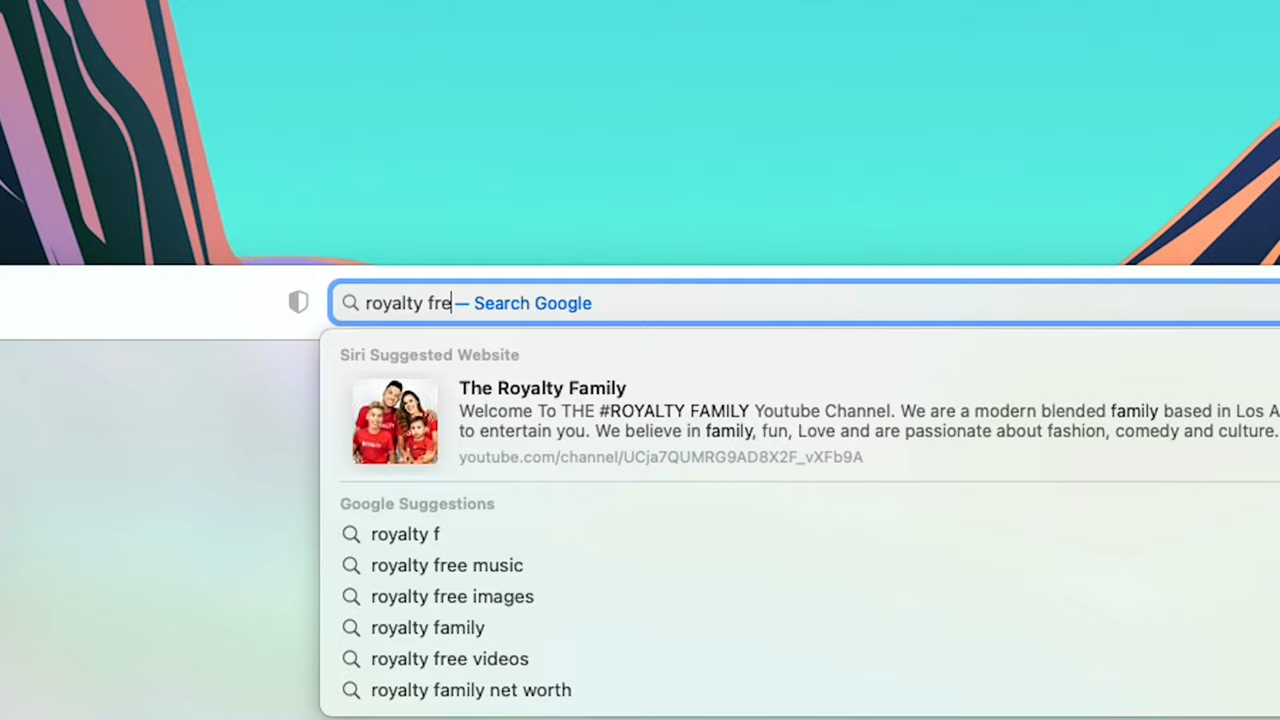 royalty fre — Search Google
Siri Suggested Website
The Royalty Family
Welcome To THE #ROYALTY FAMILY Youtube Channel. We are a modern blended family based in Los A
to entertain you. We believe in family, fun, Love and are passionate about fashion, comedy and culture.
youtube.com/channel/UCja7QUMRG9AD8X2F_vXFb9A
Google Suggestions
royalty f
royalty free music
royalty free images
royalty family
royalty free videos
royalty family net worth